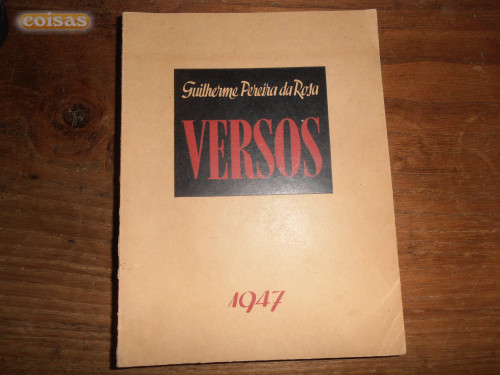 coisas
Guilherme Pereira da Rosa
VERSOS
1947